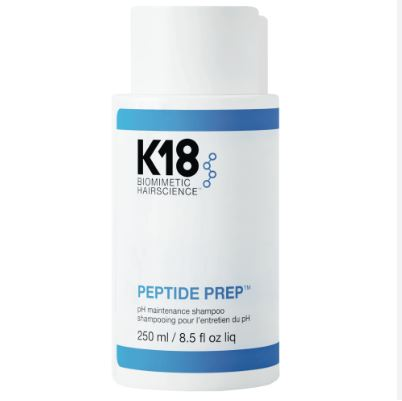 K18
BIOMIMETIC
HAIRSCIENCE™
PEPTIDE PREP™
pH maintenance shampoo
shampooing pour l'entretien du pH
250 ml / 8.5 fl oz liq